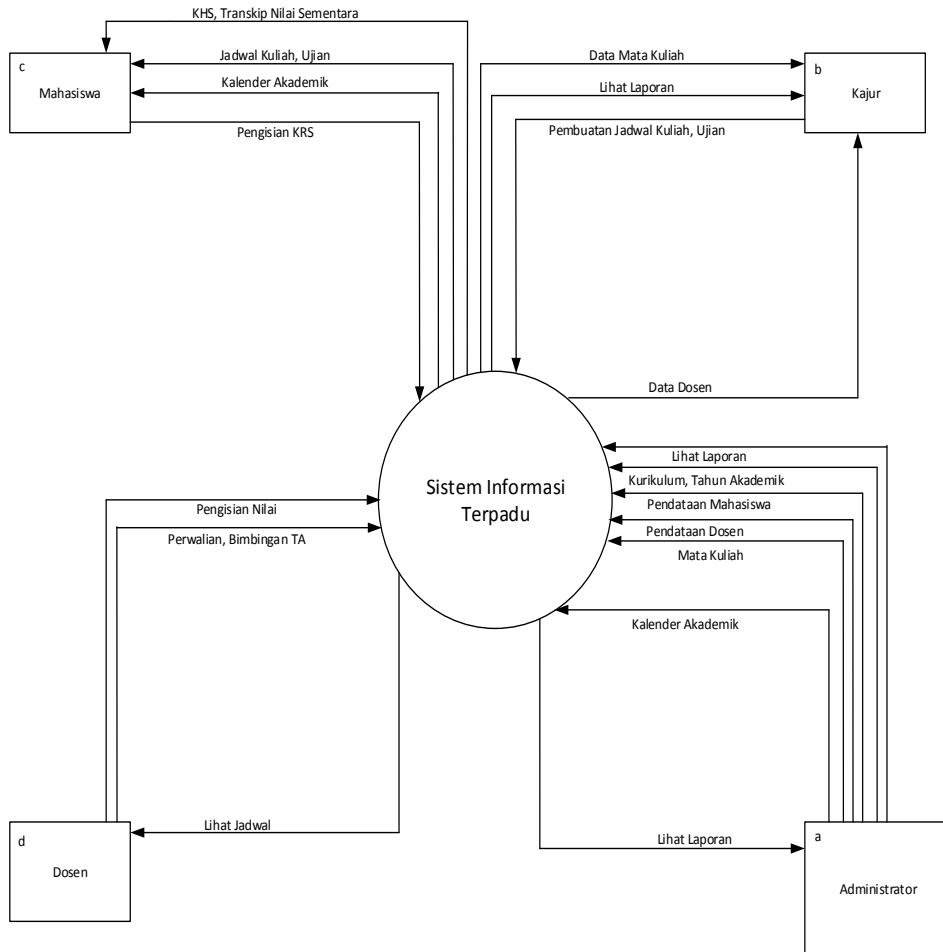 KHS, Transkip Nilai Sementara
c
Mahasiswa
Jadwal Kuliah, Ujian
Kalender Akademik
Pengisian KRS
Data Mata Kuliah
Lihat Laporan
Pembuatan Jadwal Kuliah, Ujian
b
Kajur
Data Dosen
Sistem Informasi
Terpadu
Lihat Laporan
Kurikulum, Tahun Akademik
Pendataan Mahasiswa
Pendataan Dosen
Mata Kuliah
Kalender Akademik
Pengisian Nilai
Perwalian, Bimbingan TA
Lihat Jadwal
d
Dosen
Lihat Laporan
a
Administrator